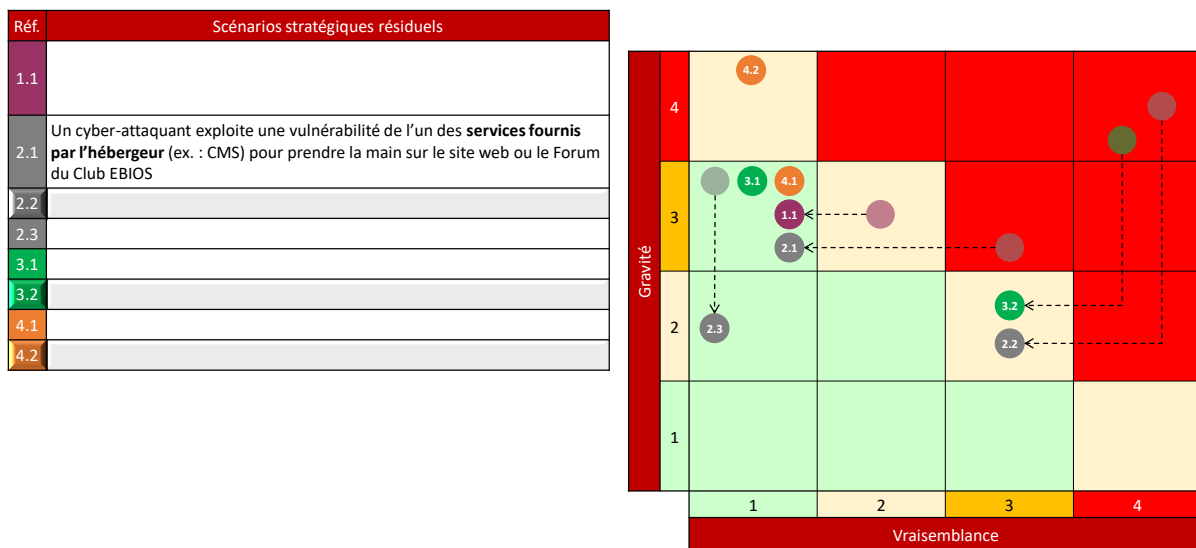 Réf. Scénarios stratégiques résiduels
1.1
2.1 Un cyber-attaquant exploite une vulnérabilité de l'un des services fournis
par l'hébergeur (ex. : CMS) pour prendre la main sur le site web ou le Forum
du Club EBIOS
2.2
2.3
3.1
3.2
4.1
4.2
Gravité
4
4.2
3
3.1 4.1
1.1
2.1
2
3.2
2.3
2.2
1
1 2 3 4
Vraisemblance